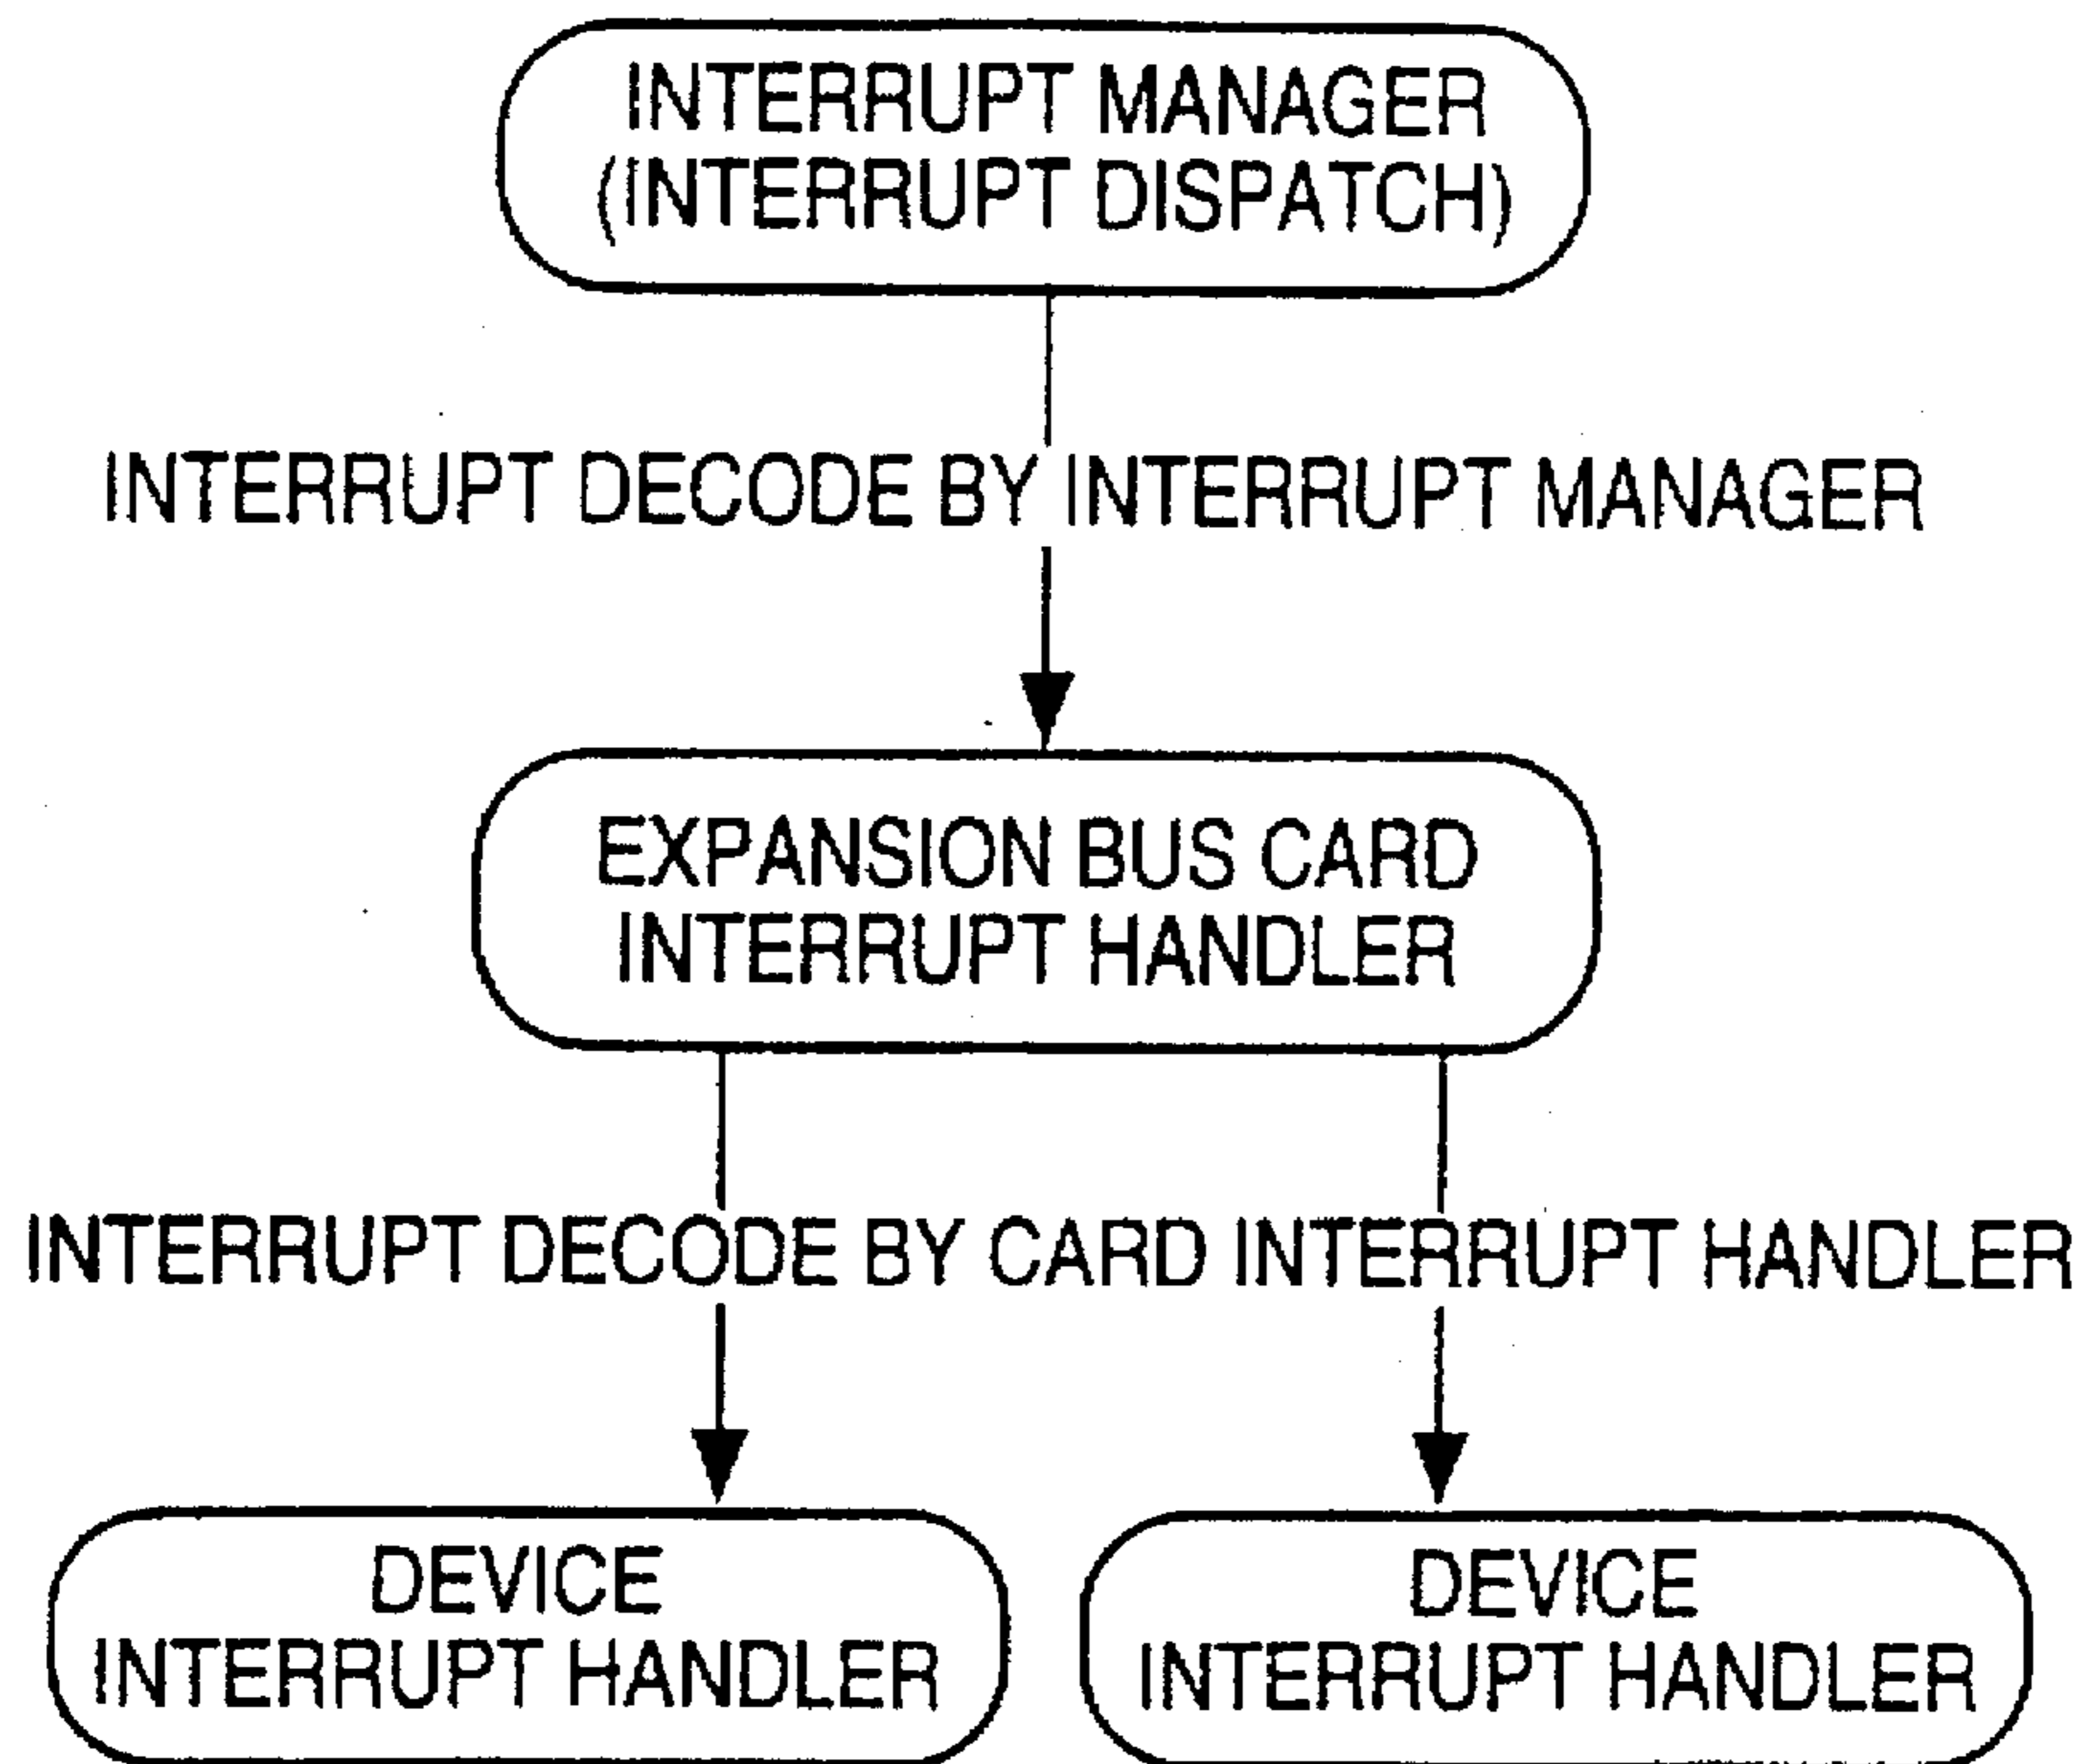 INTERRUPT MANAGER
(INTERRUPT DISPATCH)
INTERRUPT DECODE BY INTERRUPT MANAGER
EXPANSION BUS CARD
INTERRUPT HANDLER
INTERRUPT DECODE BY CARD INTERRUPT HANDLER
DEVICE
INTERRUPT HANDLER
DEVICE
INTERRUPT HANDLER